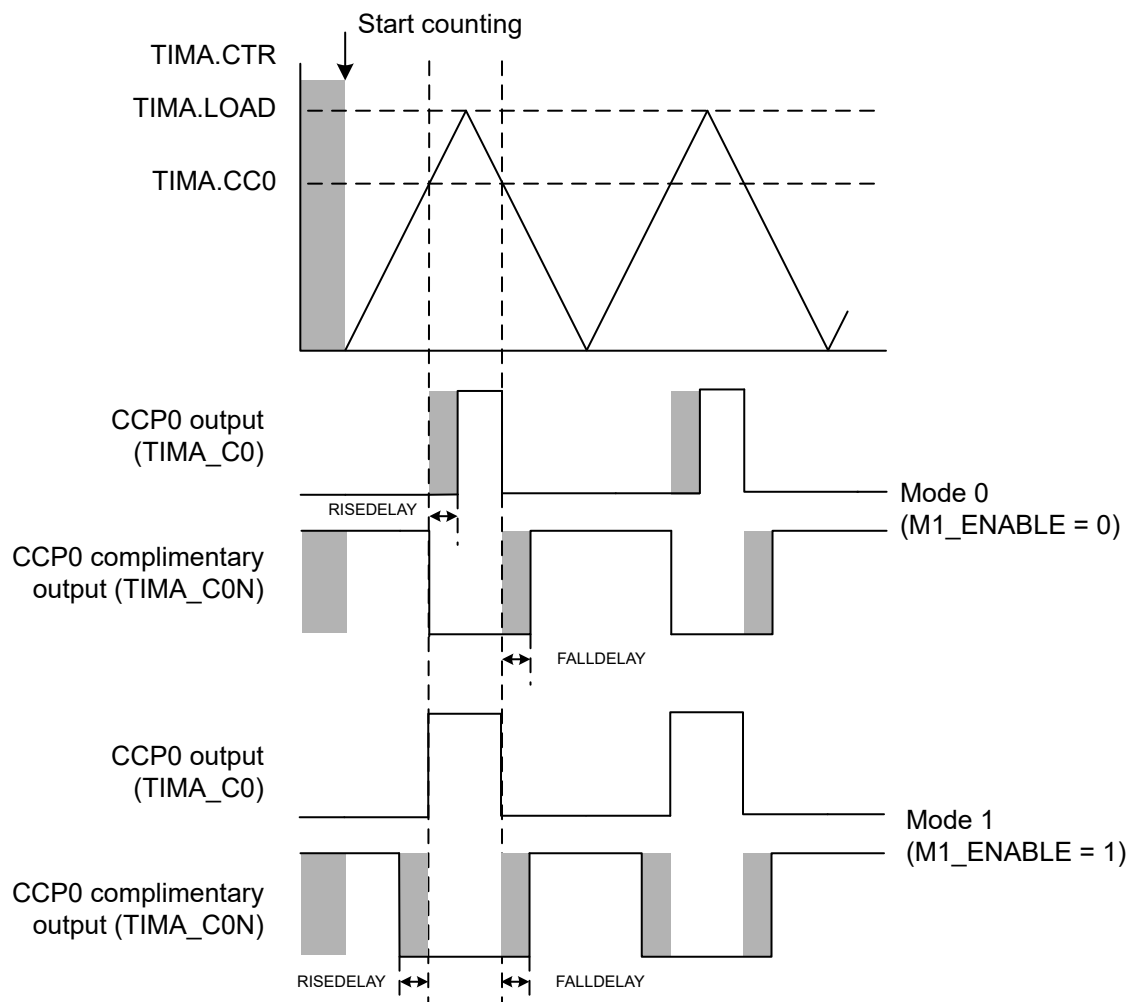 Start counting
TIMA.CTR
TIMA.LOAD
TIMA.CC0
CCP0 output
(TIMA_C0)
RISEDELAY
Mode 0
(M1_ENABLE = 0)
CCP0 complimentary
output (TIMA_C0N)
FALLDELAY
CCP0 output
(TIMA_C0)
Mode 1
(M1_ENABLE = 1)
CCP0 complimentary
output (TIMA_C0N)
RISEDELAY
FALLDELAY